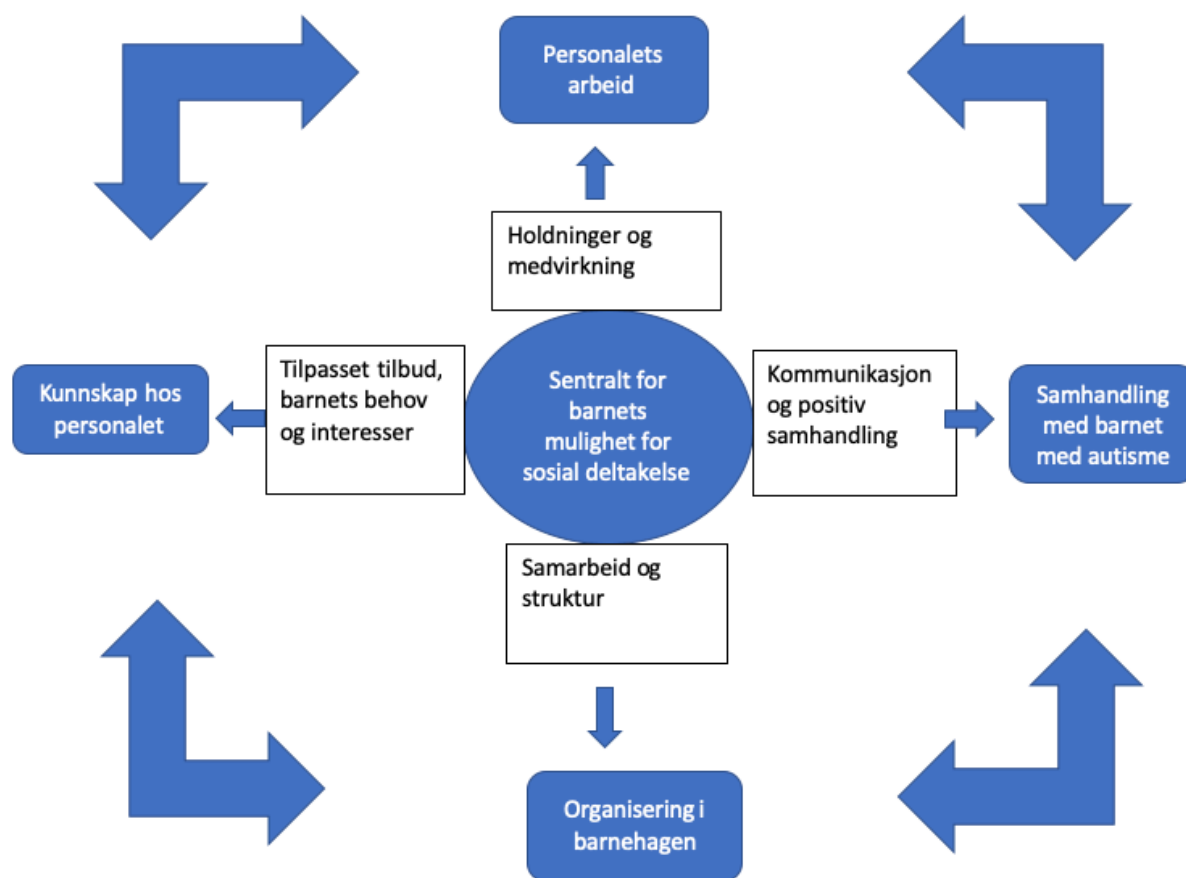 Personalets
arbeid
Holdninger og
medvirkning
Kunnskap hos
personalet
Tilpasset tilbud,
barnets behov
og interesser
Sentralt for
barnets
mulighet for
sosial deltakelse
Kommunikasjon
og positiv
samhandling
Samhandling
med barnet
med autisme
Samarbeid og
struktur
Organisering i
barnehagen